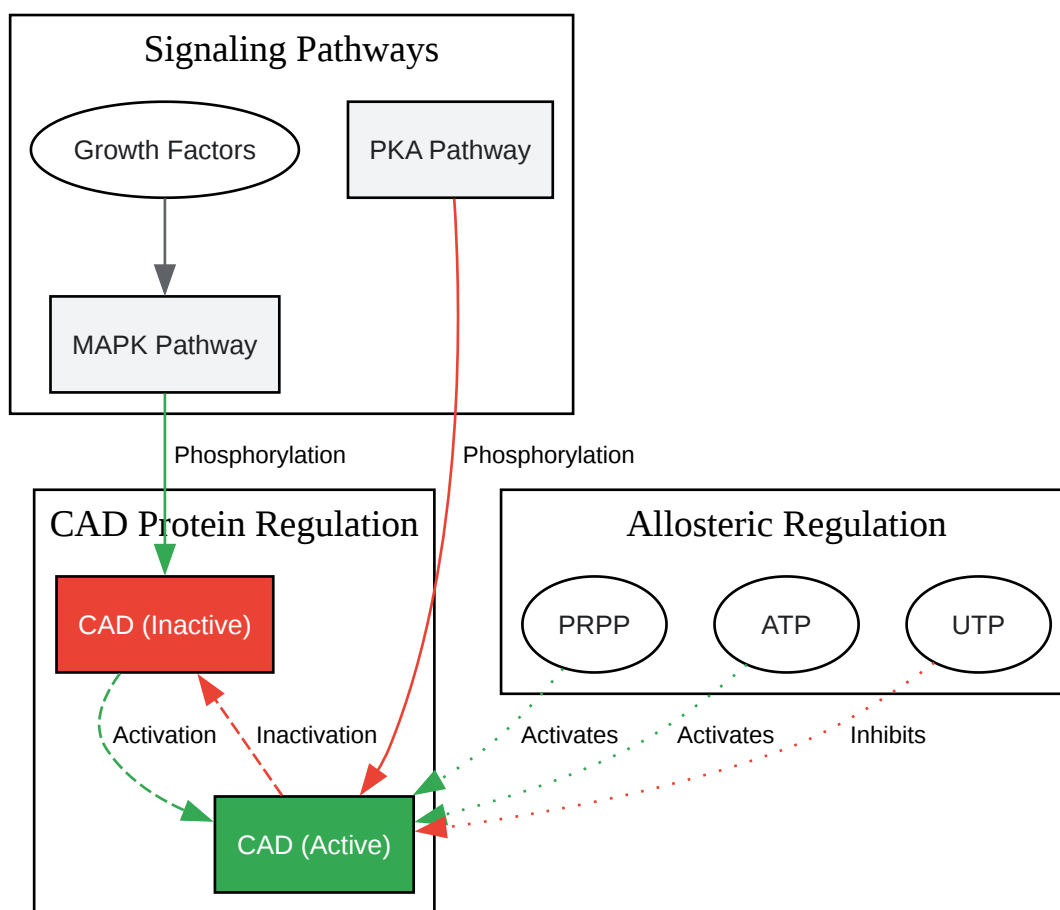 Signaling Pathways
Growth Factors
PKA Pathway
MAPK Pathway
Phosphorylation
Phosphorylation
CAD Protein Regulation
Allosteric Regulation
CAD (Inactive)
PRPP
ATP
UTP
Activation
Inactivation
Activates
Activates
Inhibits
CAD (Active)